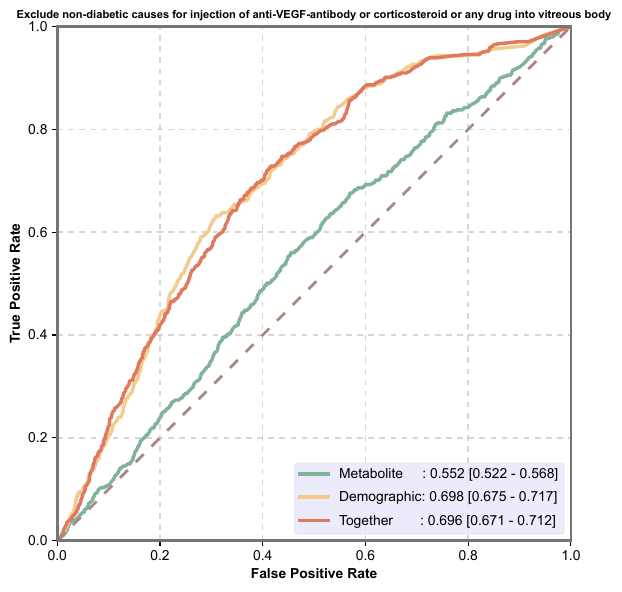 Exclude non-diabetic causes for injection of anti-VEGF-antibody or corticosteroid or any drug into vitreous body
1.0
0.8
0.6
0.4
0.2
0.0
True Positive Rate
Metabolite : 0.552 [0.522 - 0.568]
Demographic: 0.698 [0.675 - 0.717]
Together : 0.696 [0.671 - 0.712]
0.0 0.2 0.4 0.6 0.8 1.0
False Positive Rate